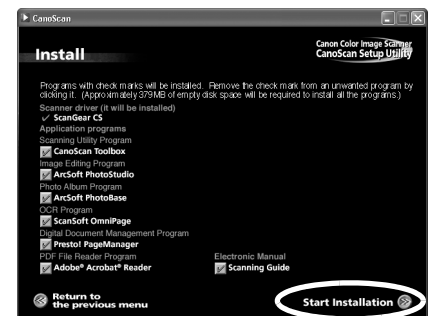 CanoScan
Install
Canon Color Image Scanner
CanoScan Setup Utility
Programs with check marks will be installed. Remove the check mark from an unwanted program by
clicking it. (Approximately 379MB of empty disk space will be required to install all the programs.)
Scanner driver (it will be installed)
ScanGear CS
Application programs
Scanning Utility Program
CanoScan Toolbox
Image Editing Program
ArcSoft PhotoStudio
Photo Album Program
ArcSoft PhotoBase
OCR Program
ScanSoft OmniPage
Digital Document Management Program
Presto! PageManager
PDF File Reader Program
Adobe® Acrobat® Reader
Electronic Manual
Scanning Guide
Return to
the previous menu
Start Installation